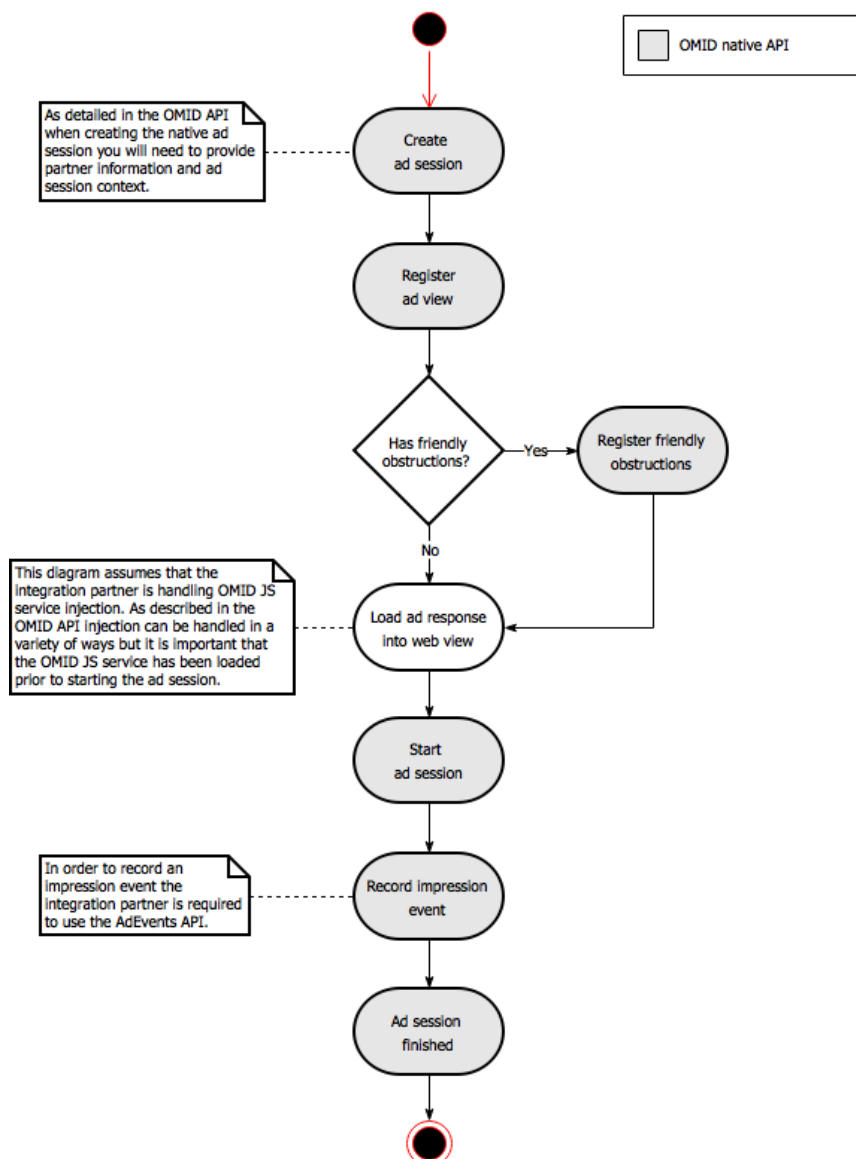 OMID native API
As detailed in the OMID API
when creating the native ad
session you will need to provide
partner information and ad
session context.
Create
ad session
Register
ad view
Has friendly
obstructions?
Yes
Register friendly
obstructions
No
This diagram assumes that the
integration partner is handling OMID JS
service injection. As described in the
OMID API injection can be handled in a
variety of ways but it is important that
the OMID JS service has been loaded
prior to starting the ad session.
Load ad response
into web view
Start
ad session
In order to record an
impression event the
integration partner is required
to use the AdEvents API.
Record impression
event
Ad session
finished